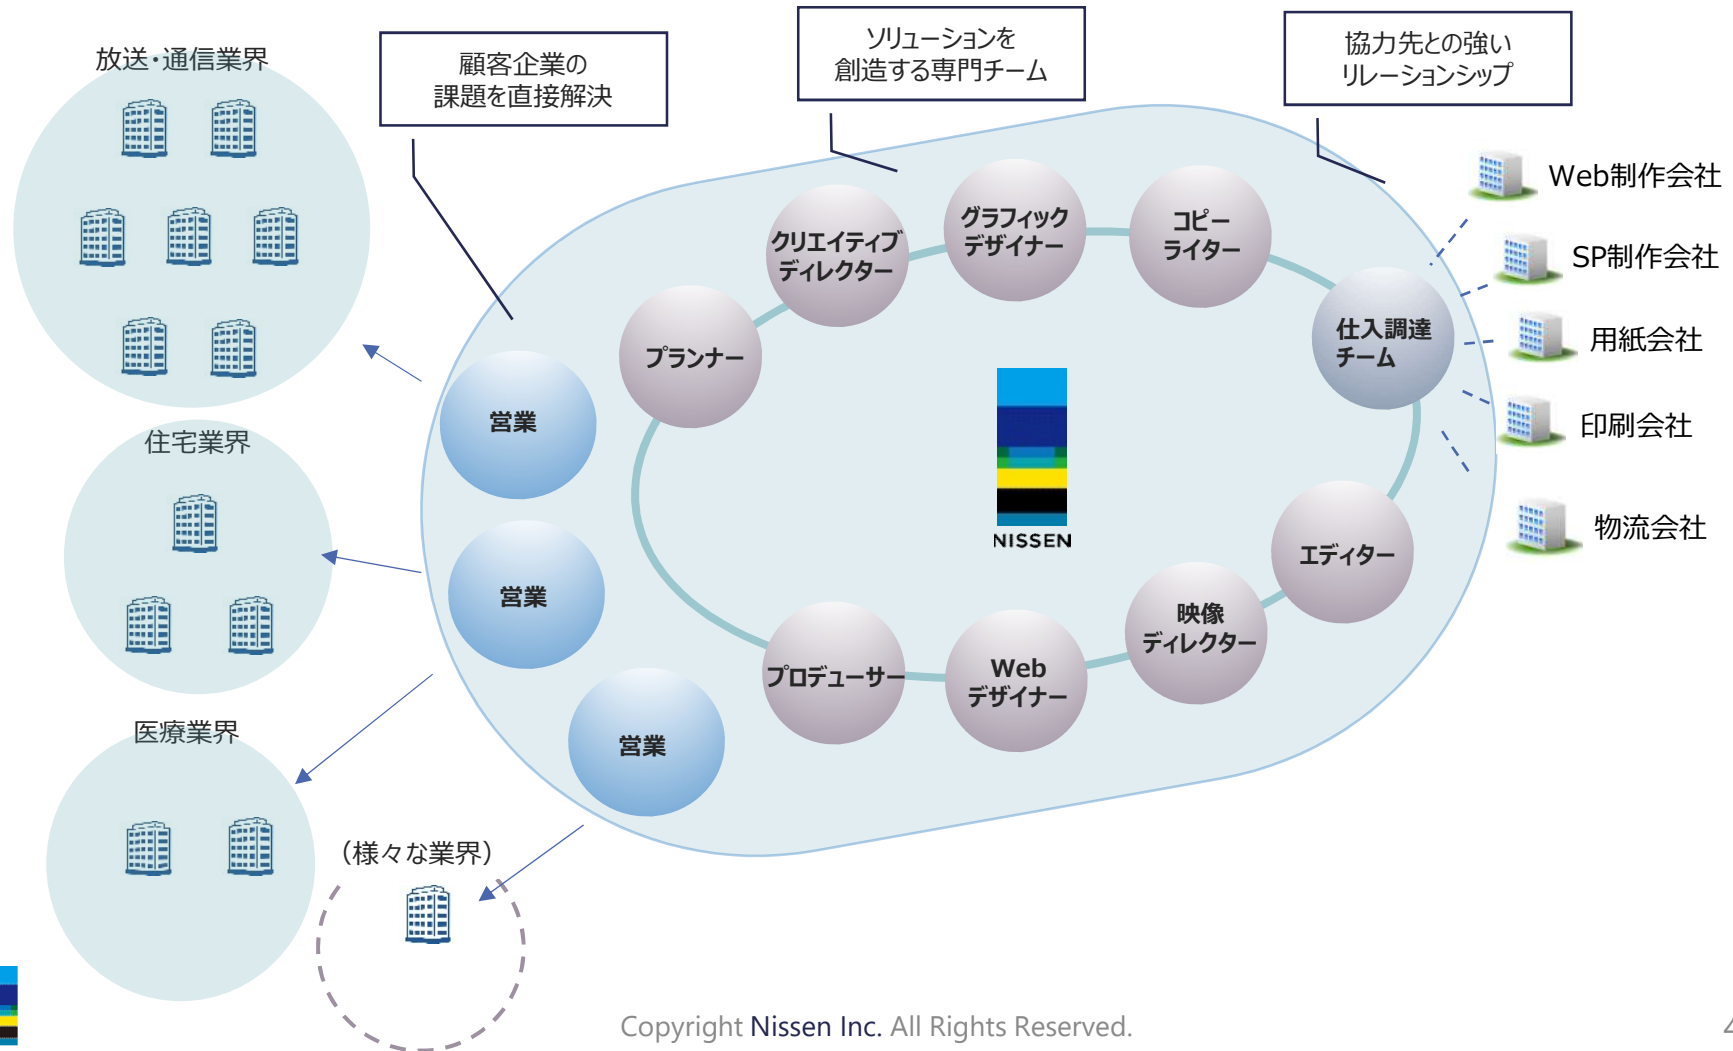 放送・通信業界
顧客企業の
課題を直接解決
ソリューションを
創造する専門チーム
協力先との強い
リレーションシップ
Web制作会社
SP制作会社
用紙会社
印刷会社
物流会社
クリエイティブ
ディレクター
グラフィック
デザイナー
コピー
ライター
仕入調達
チーム
プランナー
営業
住宅業界
営業
NISSEN
エディター
映像
ディレクター
Web
デザイナー
プロデューサー
営業
医療業界
（様々な業界）
Copyright Nissen Inc. All Rights Reserved.
4